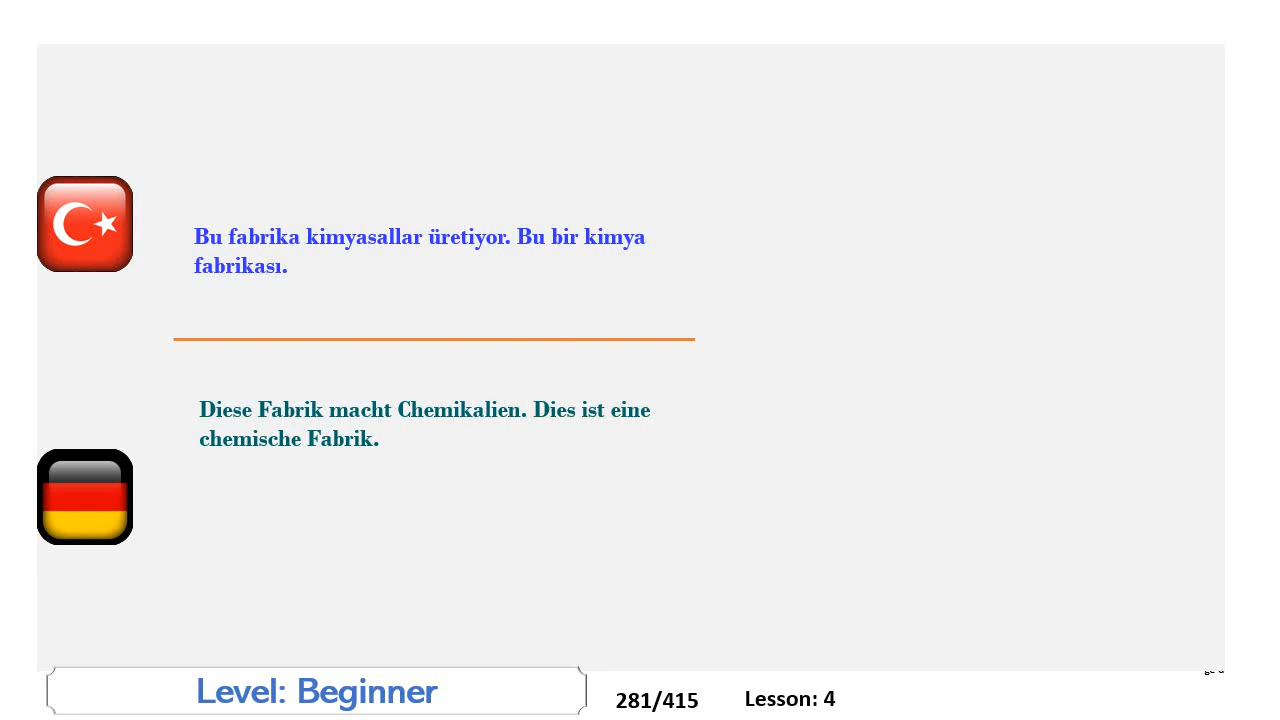 Bu fabrika kimyasallar üretiyor. Bu bir kimya
fabrikası.
Diese Fabrik macht Chemikalien. Dies ist eine
chemische Fabrik.
Level: Beginner
281/415
Lesson: 4